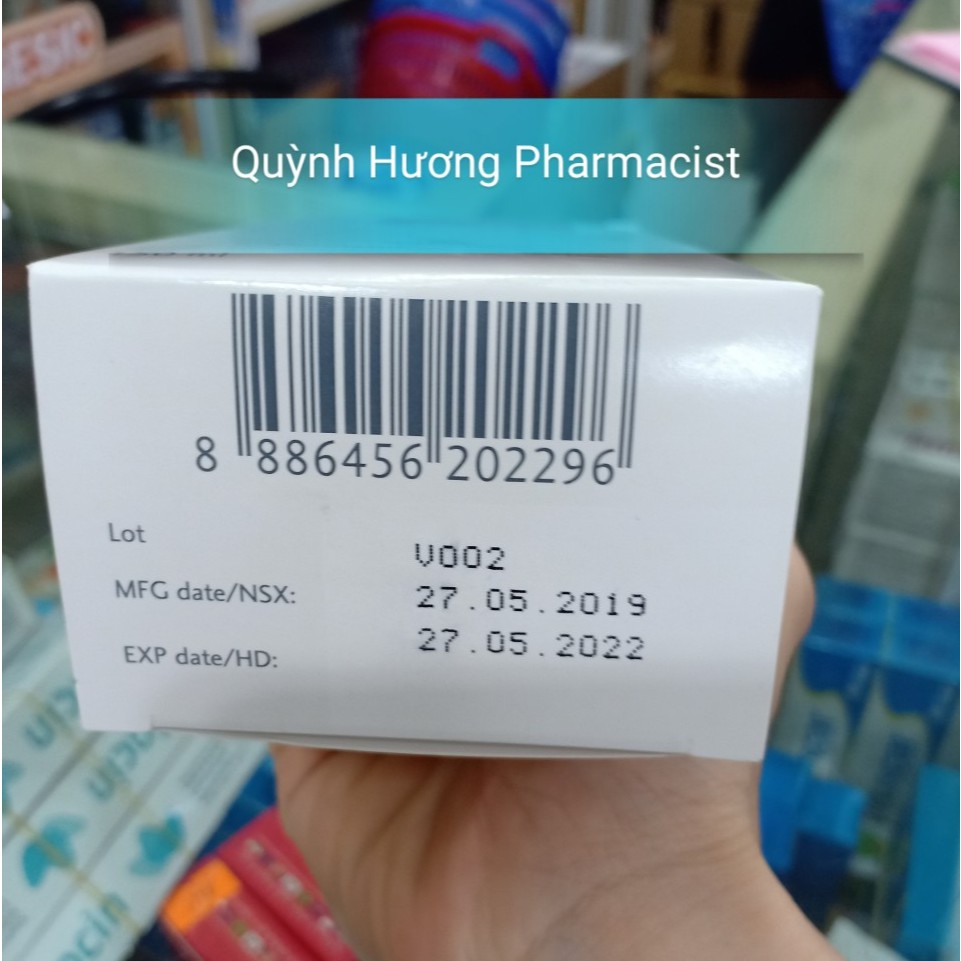 Quỳnh Hương Pharmacist
8 886456 202296
Lot
V002
MFG date/NSX:
27.05.2019
EXP date/HD:
27.05.2022